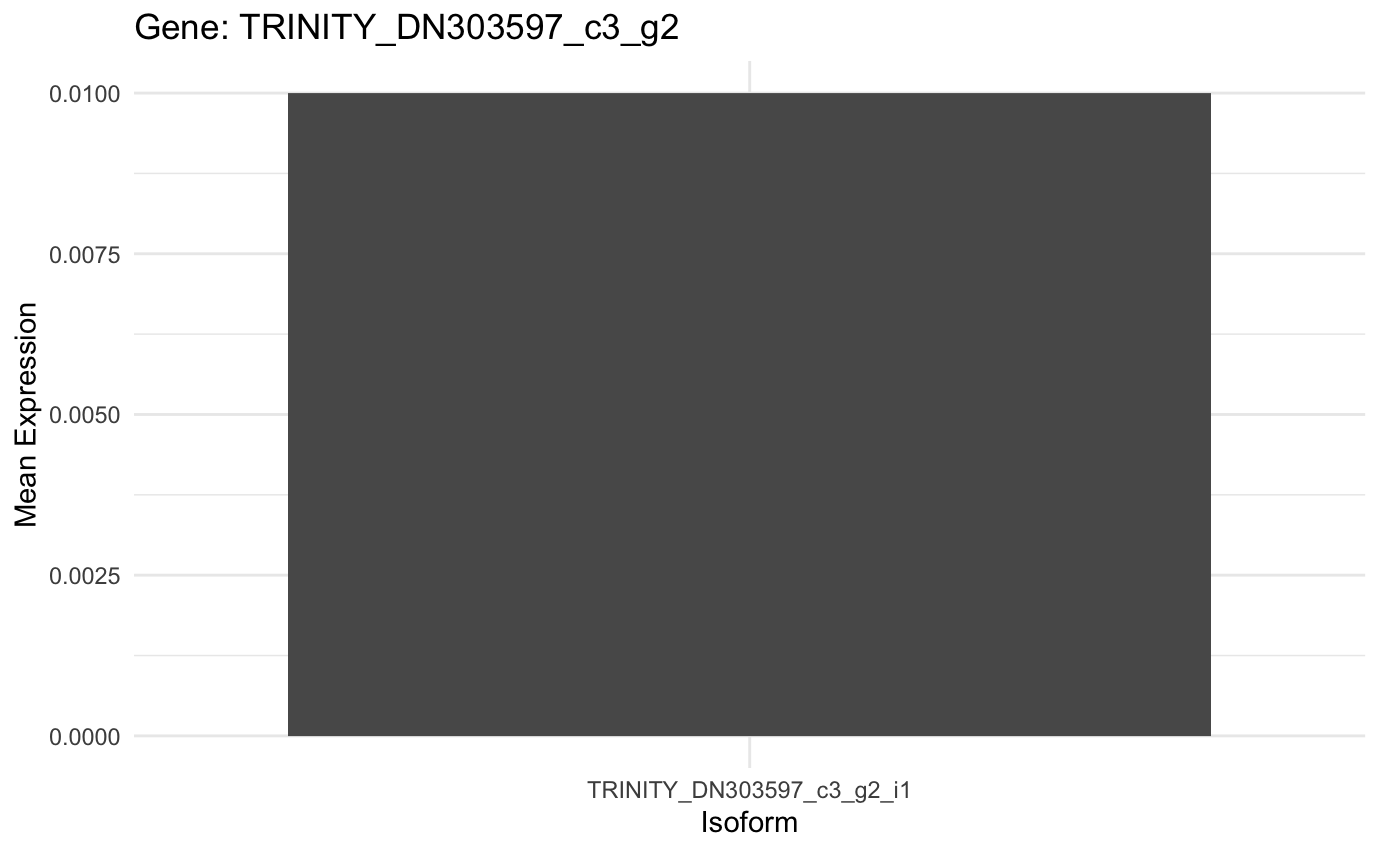 Gene: TRINITY_DN303597_c3_g2
Mean Expression
0.0100
0.0075
0.0050
0.0025
0.0000
TRINITY_DN303597_c3_g2_i1
Isoform